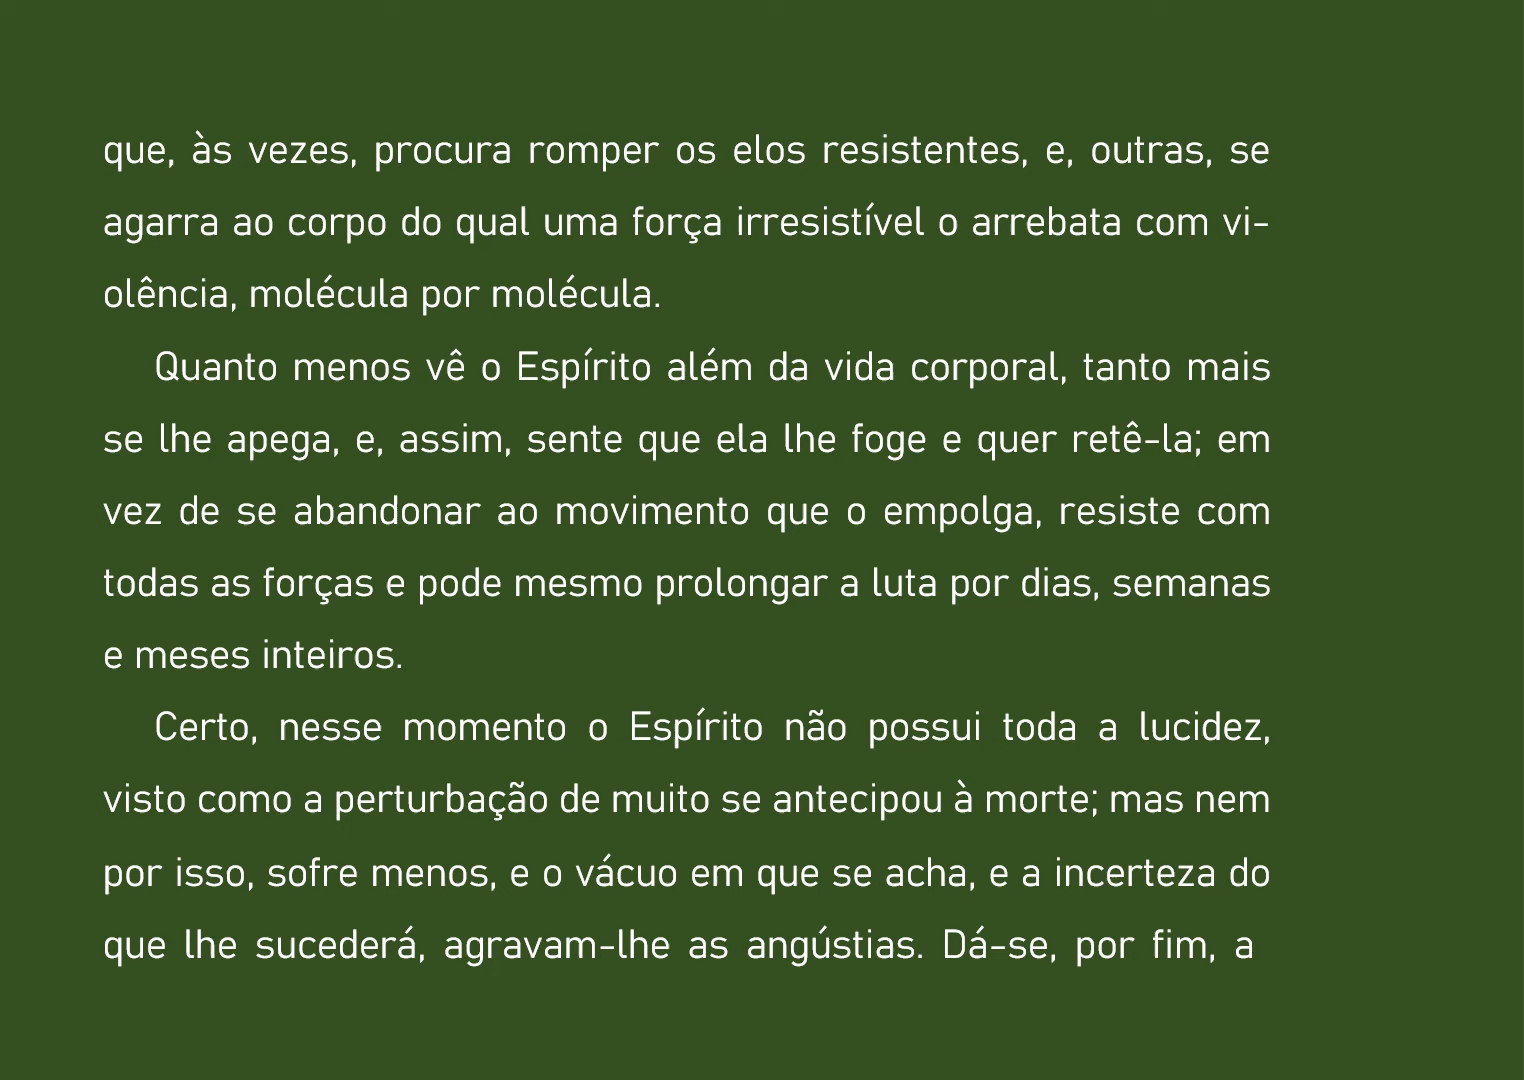 que, às vezes, procura romper os elos resistentes, e, outras, se
agarra ao corpo do qual uma força irresistível o arrebata com vi-
olência, molécula por molécula.
Quanto menos vê o Espírito além da vida corporal, tanto mais
se lhe apega, e, assim, sente que ela lhe foge e quer retê-la; em
vez de se abandonar ao movimento que o empolga, resiste com
todas as forças e pode mesmo prolongar a luta por dias, semanas
e meses inteiros.
Certo, nesse momento o Espírito não possui toda a lucidez,
visto como a perturbação de muito se antecipou à morte; mas nem
por isso, sofre menos, e o vácuo em que se acha, e a incerteza do
que lhe sucederá, agravam-lhe as angústias. Dá-se, por fim, a